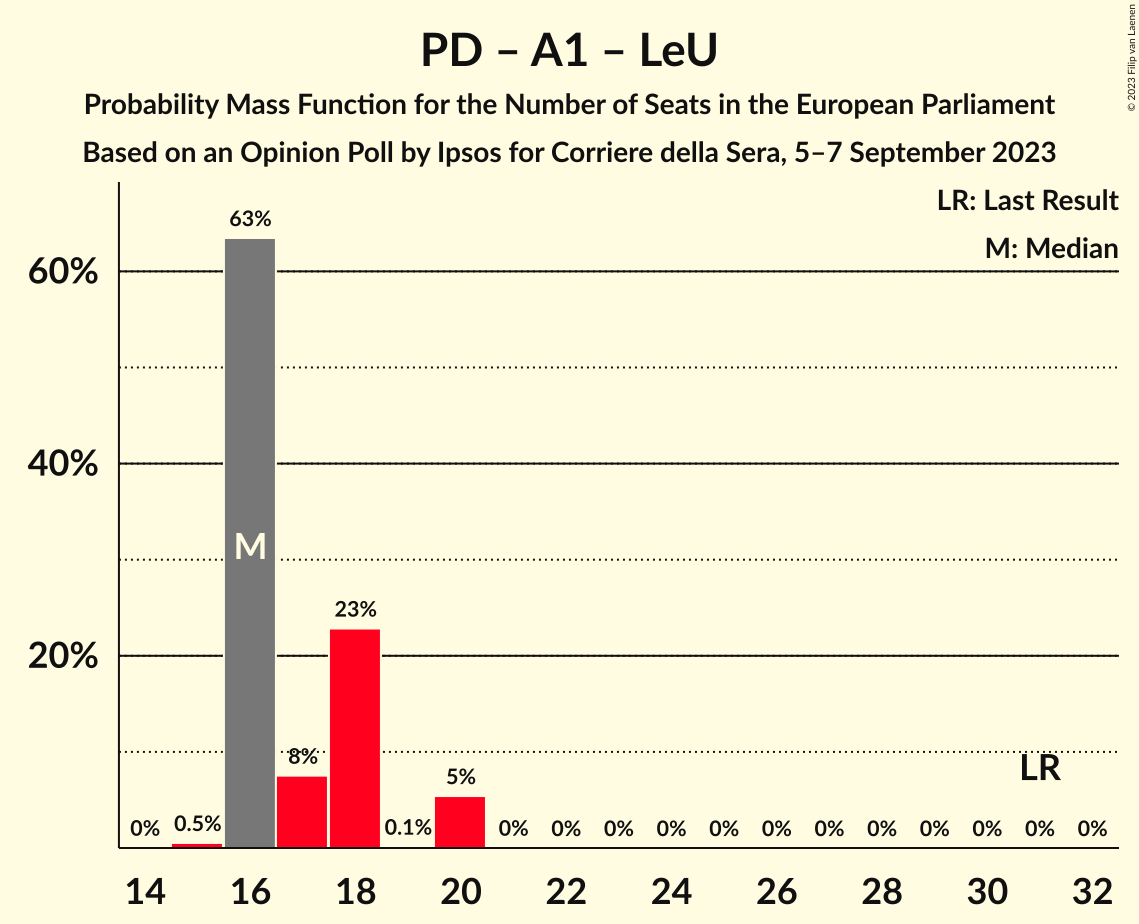 PD – A1 – LeU
Probability Mass Function for the Number of Seats in the European Parliament
Based on an Opinion Poll by Ipsos for Corriere della Sera, 5–7 September 2023
© 2023 Filip van Laenen
LR: Last Result
M: Median
63%
60%
40%
M
23%
20%
8%
5%
LR
0% 0.5% 0.1% 0% 0% 0% 0% 0% 0% 0% 0% 0% 0% 0% 0%
14 16 18 20 22 24 26 28 30 32